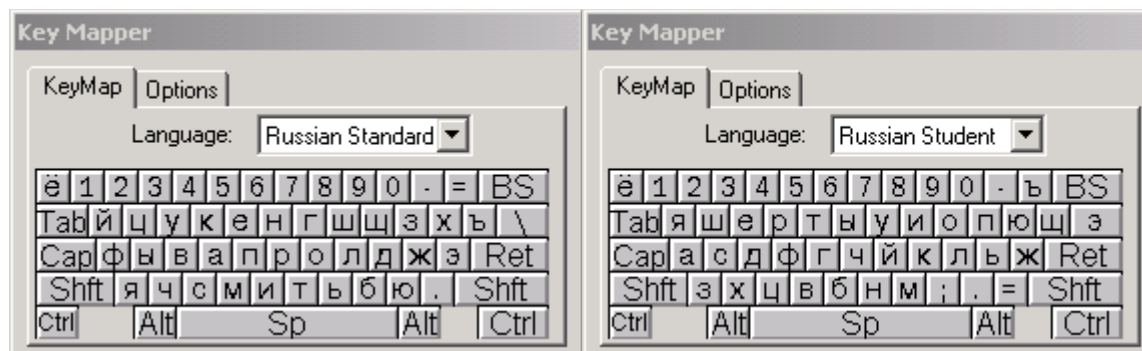 Key Mapper
KeyMap Options
Language: Russian Standard
ё 1 2 3 4 5 6 7 8 9 0 - = BS
Tab й ц у к е н г ш щ з х ъ \
Cap ф ы в а п р о л д ж э Ret
Shft я ч с м и т ь б ю . Shft
Ctrl Alt Sp Alt Ctrl
Key Mapper
KeyMap Options
Language: Russian Student
ё 1 2 3 4 5 6 7 8 9 0 - ъ BS
Tab я ш е р т ы у и о п ю щ э
Cap а с д ф г ч й к л ь ж Ret
Shft з х ц в б н м ; . = Shft
Ctrl Alt Sp Alt Ctrl